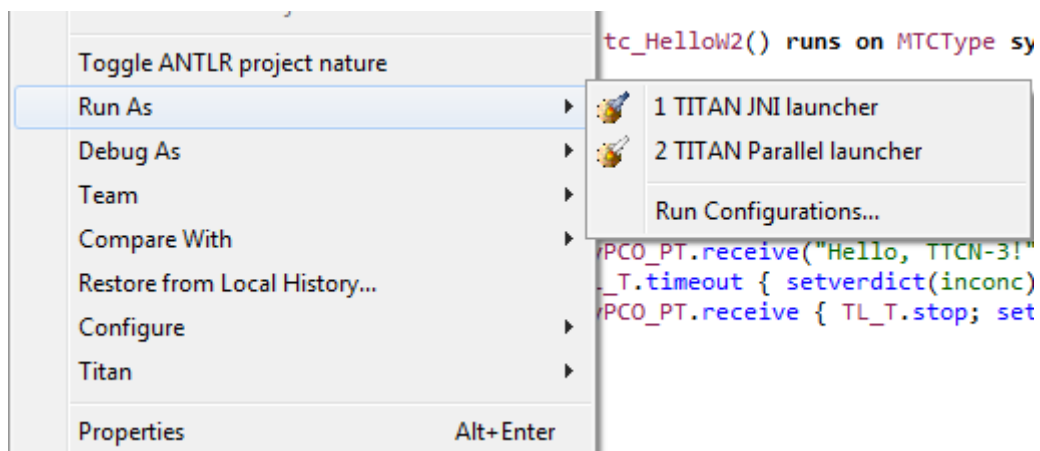 tc_HelloW2() runs on MTCType sy
Toggle ANTLR project nature
Run As
1 TITAN JNI launcher
Debug As
2 TITAN Parallel launcher
Team
Run Configurations...
Compare With
PCO_PT.receive("Hello, TTCN-3!"
Restore from Local History...
_T.timeout { setverdict(inconc)
Configure
PCO_PT.receive { TL_T.stop; set
Titan
Properties Alt+Enter